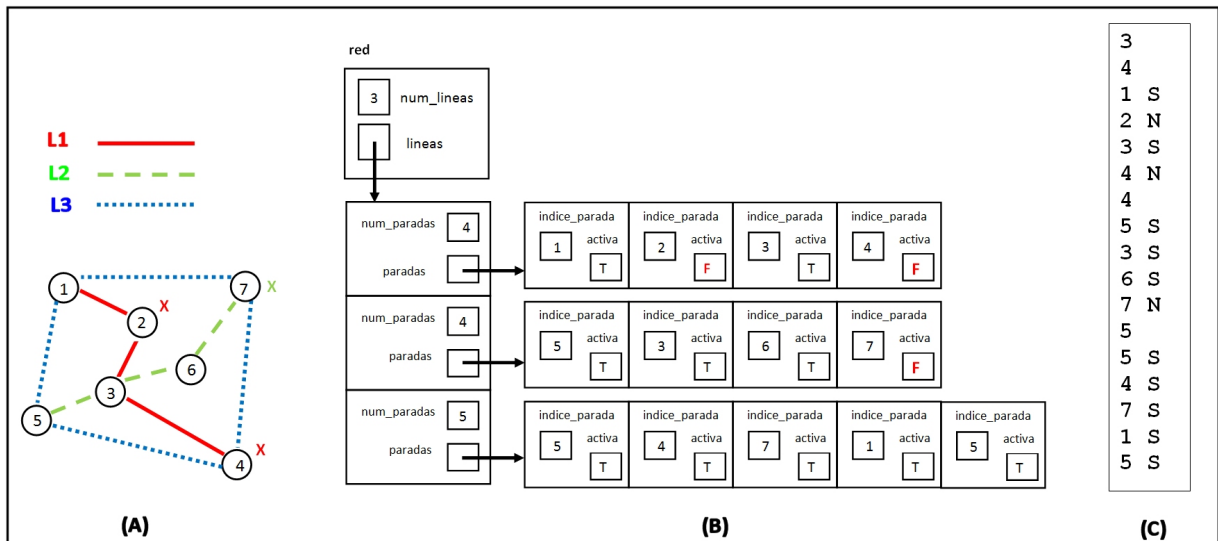 L1
L2
L3
1
7
X
2
X
6
3
5
4
X
(A)
red
3 num_lineas
lineas
num_paradas 4
paradas
indice_parada indice_parada indice_parada indice_parada
1 activa 2 activa 3 activa 4 activa
T F T F
num_paradas 4
paradas
indice_parada indice_parada indice_parada indice_parada
5 activa 3 activa 6 activa 7 activa
T T T F
num_paradas 5
paradas
indice_parada indice_parada indice_parada indice_parada indice_parada
5 activa 4 activa 7 activa 1 activa 5 activa
T T T T T
(B)
3
4
1 S
2 N
3 S
4 N
4
5 S
3 S
6 S
7 N
5
5 S
4 S
7 S
1 S
5 S
(C)